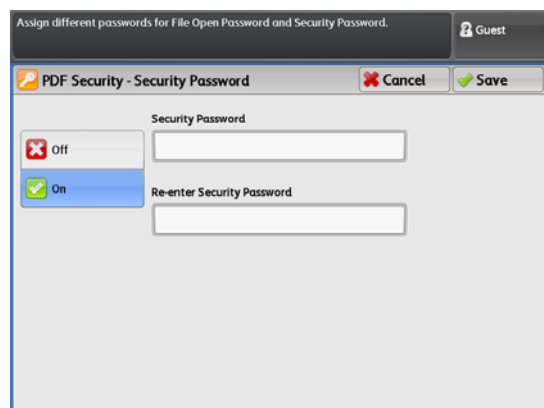 Assign different passwords for File Open Password and Security Password.
Guest
PDF Security - Security Password
Cancel
Save
Security Password
Off
On
Re-enter Security Password